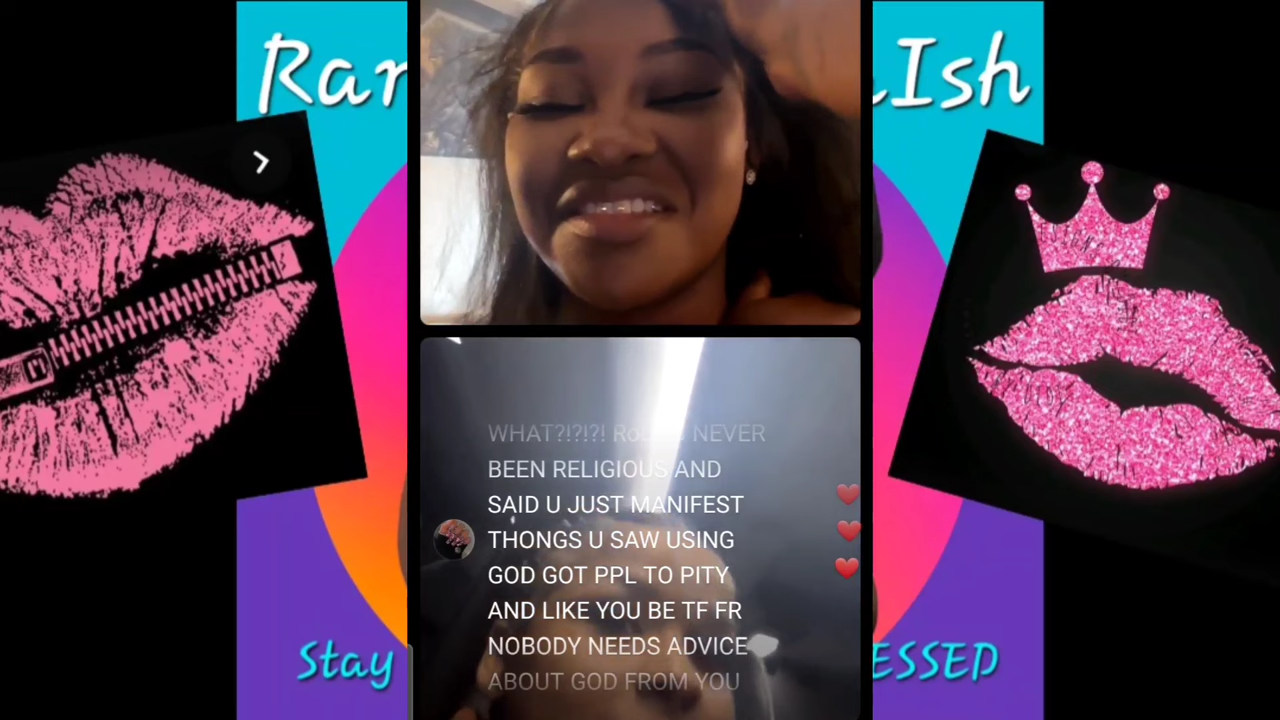 Ran
Ish
WHAT?!?!?! NEVER
BEEN RELIGIOUS AND
SAID U JUST MANIFEST
THONGS U SAW USING
GOD GOT PPL TO PITY
AND LIKE YOU BE TF FR
NOBODY NEEDS ADVICE
ABOUT GOD FROM YOU
Stay
ESSED